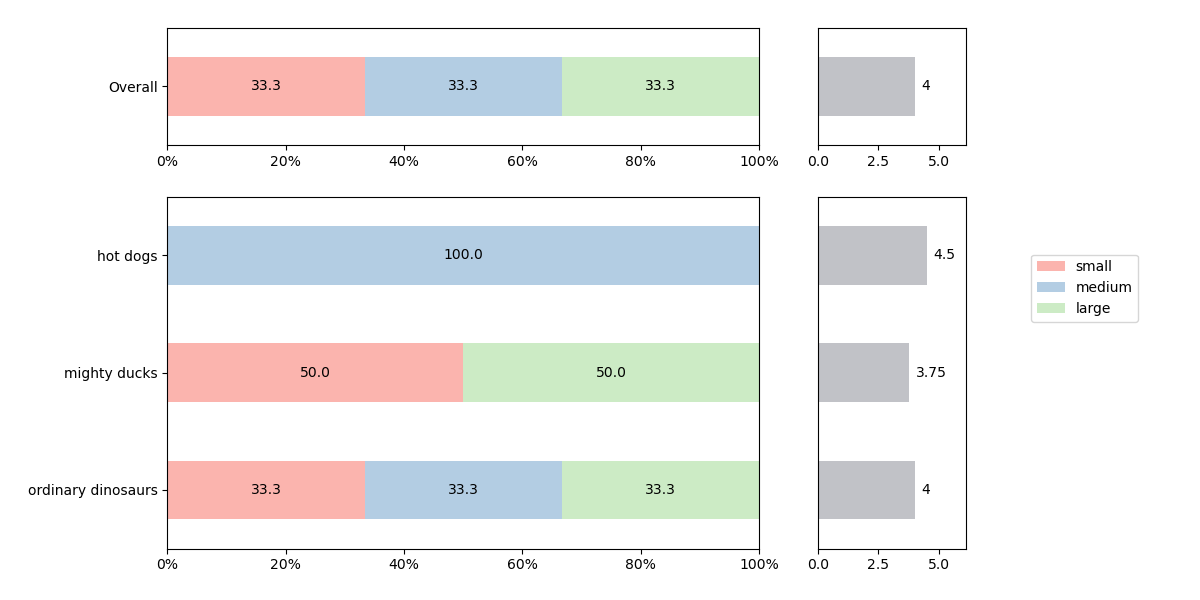 Overall
33.3 33.3 33.3 4
0% 20% 40% 60% 80% 100% 0.0 2.5 5.0
hot dogs 100.0 4.5
small
medium
large
mighty ducks 50.0 50.0 3.75
ordinary dinosaurs 33.3 33.3 33.3 4
0% 20% 40% 60% 80% 100% 0.0 2.5 5.0